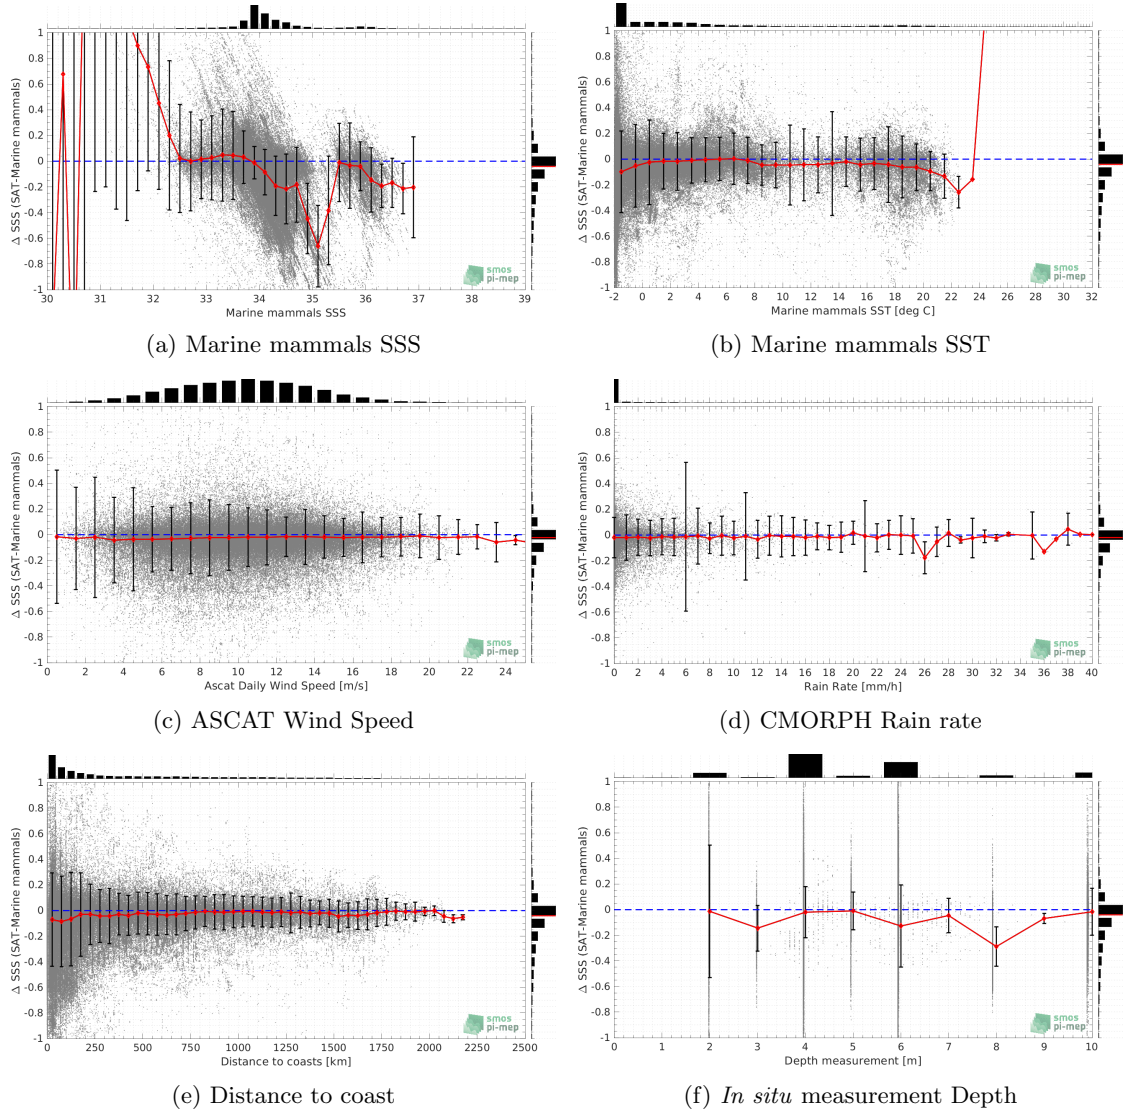 1
0.8
0.6
0.4
0.2
0
-0.2
-0.4
-0.6
-0.8
-1
Δ SSS (SAT-Marine mammals)
30 31 32 33 34 35 36 37 38 39
Marine mammals SSS
smos
pi-mep
(a) Marine mammals SSS
1
0.8
0.6
0.4
0.2
0
-0.2
-0.4
-0.6
-0.8
-1
Δ SSS (SAT-Marine mammals)
-2 0 2 4 6 8 10 12 14 16 18 20 22 24 26 28 30 32
Marine mammals SST [deg C]
smos
pi-mep
(b) Marine mammals SST
1
0.8
0.6
0.4
0.2
0
-0.2
-0.4
-0.6
-0.8
-1
Δ SSS (SAT-Marine mammals)
0 2 4 6 8 10 12 14 16 18 20 22 24
Ascat Daily Wind Speed [m/s]
smos
pi-mep
(c) ASCAT Wind Speed
1
0.8
0.6
0.4
0.2
0
-0.2
-0.4
-0.6
-0.8
-1
Δ SSS (SAT-Marine mammals)
0 2 4 6 8 10 12 14 16 18 20 22 24 26 28 30 32 34 36 38 40
Rain Rate [mm/h]
smos
pi-mep
(d) CMORPH Rain rate
1
0.8
0.6
0.4
0.2
0
-0.2
-0.4
-0.6
-0.8
-1
Δ SSS (SAT-Marine mammals)
0 250 500 750 1000 1250 1500 1750 2000 2250 2500
Distance to coasts [km]
smos
pi-mep
(e) Distance to coast
1
0.8
0.6
0.4
0.2
0
-0.2
-0.4
-0.6
-0.8
-1
Δ SSS (SAT-Marine mammals)
0 1 2 3 4 5 6 7 8 9 10
Depth measurement [m]
smos
pi-mep
(f) In situ measurement Depth